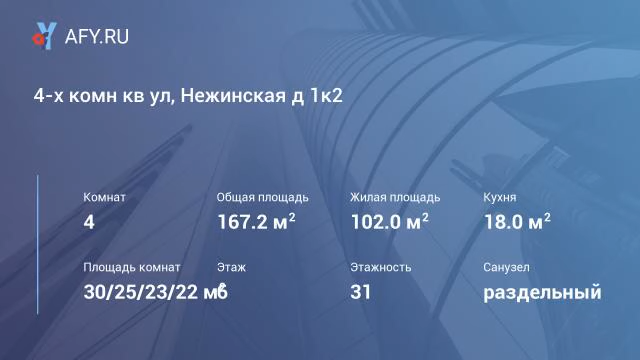 AFY.RU
4-х комн кв ул, Нежинская д 1к2
Комнат Общая площадь Жилая площадь Кухня
4 167.2 м² 102.0 м² 18.0 м²
Площадь комнат Этаж Этажность Санузел
30/25/23/22 м² 6 31 раздельный